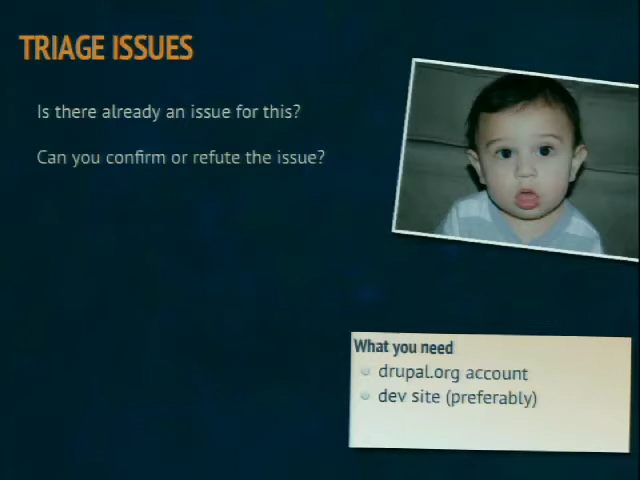 TRIAGE ISSUES
Is there already an issue for this?
Can you confirm or refute the issue?
What you need
drupal.org account
dev site (preferably)